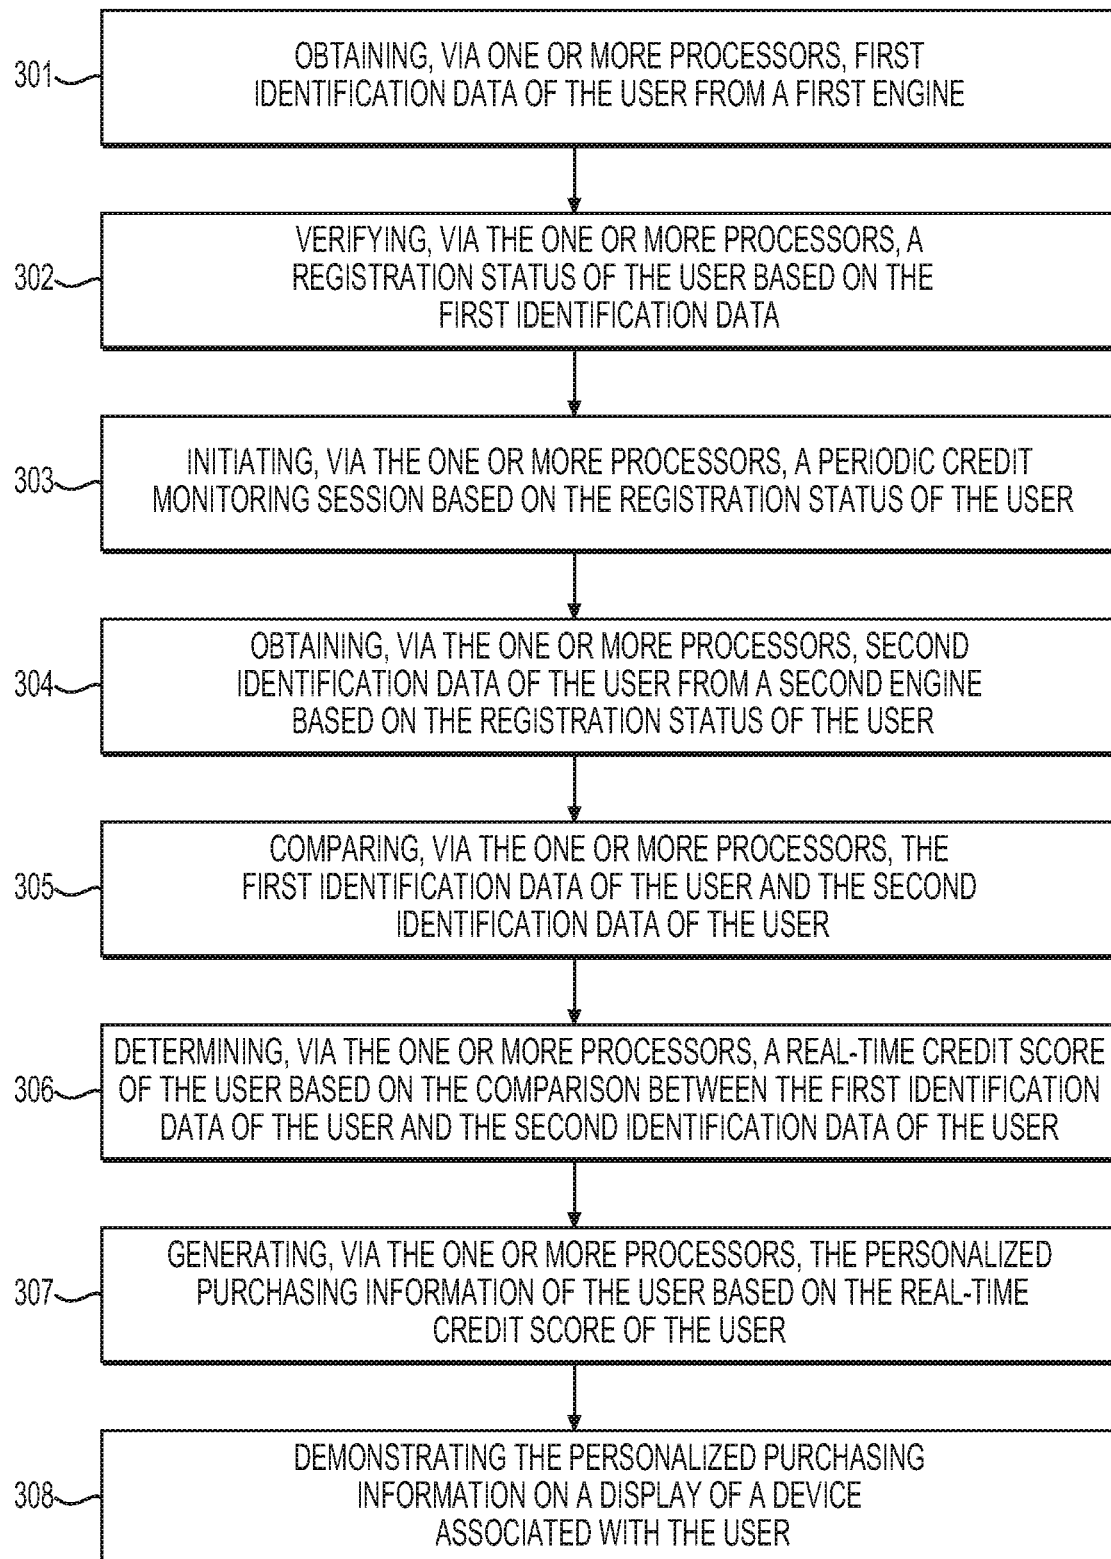 301
OBTAINING, VIA ONE OR MORE PROCESSORS, FIRST
IDENTIFICATION DATA OF THE USER FROM A FIRST ENGINE
302
VERIFYING, VIA THE ONE OR MORE PROCESSORS, A
REGISTRATION STATUS OF THE USER BASED ON THE
FIRST IDENTIFICATION DATA
303
INITIATING, VIA THE ONE OR MORE PROCESSORS, A PERIODIC CREDIT
MONITORING SESSION BASED ON THE REGISTRATION STATUS OF THE USER
304
OBTAINING, VIA THE ONE OR MORE PROCESSORS, SECOND
IDENTIFICATION DATA OF THE USER FROM A SECOND ENGINE
BASED ON THE REGISTRATION STATUS OF THE USER
305
COMPARING, VIA THE ONE OR MORE PROCESSORS, THE
FIRST IDENTIFICATION DATA OF THE USER AND THE SECOND
IDENTIFICATION DATA OF THE USER
306
DETERMINING, VIA THE ONE OR MORE PROCESSORS, A REAL-TIME CREDIT SCORE
OF THE USER BASED ON THE COMPARISON BETWEEN THE FIRST IDENTIFICATION
DATA OF THE USER AND THE SECOND IDENTIFICATION DATA OF THE USER
307
GENERATING, VIA THE ONE OR MORE PROCESSORS, THE PERSONALIZED
PURCHASING INFORMATION OF THE USER BASED ON THE REAL-TIME
CREDIT SCORE OF THE USER
308
DEMONSTRATING THE PERSONALIZED PURCHASING
INFORMATION ON A DISPLAY OF A DEVICE
ASSOCIATED WITH THE USER